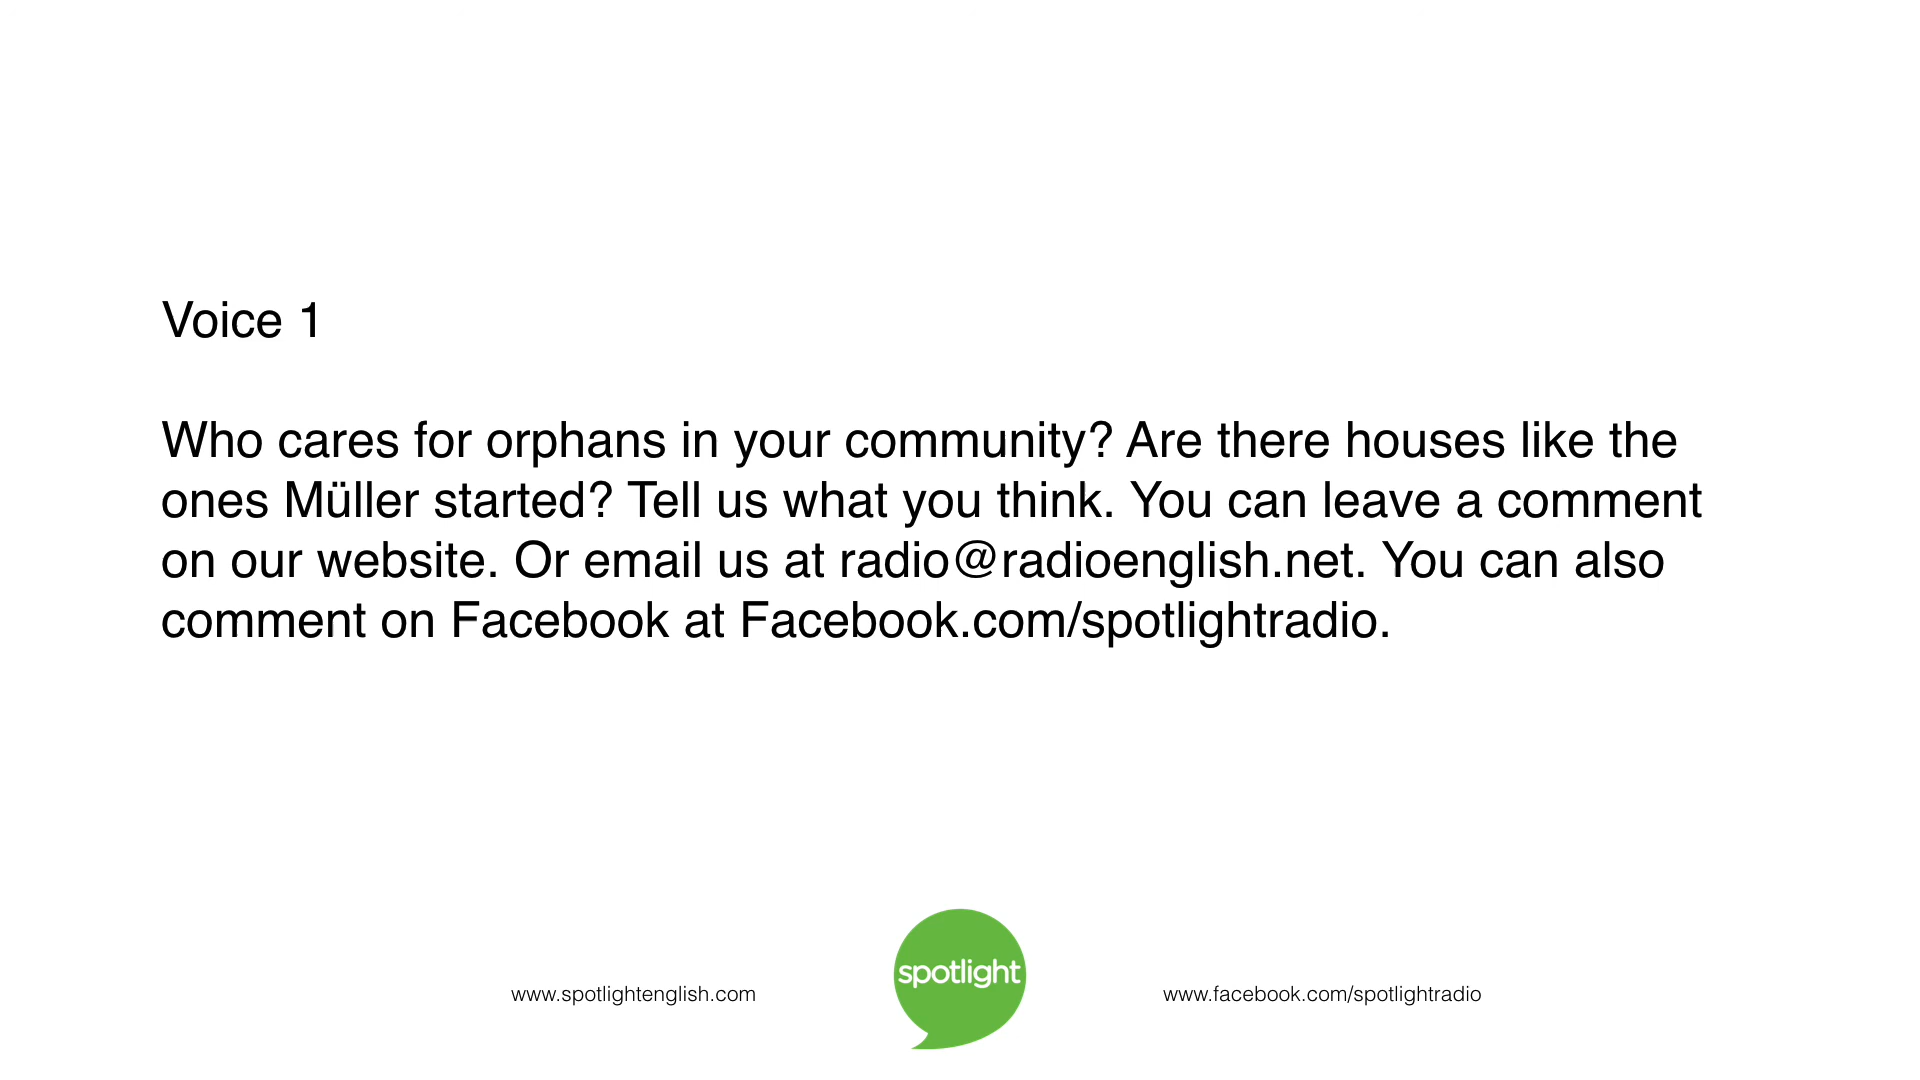 Voice 1
Who cares for orphans in your community? Are there houses like the
ones Müller started? Tell us what you think. You can leave a comment
on our website. Or email us at radio@radioenglish.net. You can also
comment on Facebook at Facebook.com/spotlightradio.
www.spotlightenglish.com
spotlight
www.facebook.com/spotlightradio